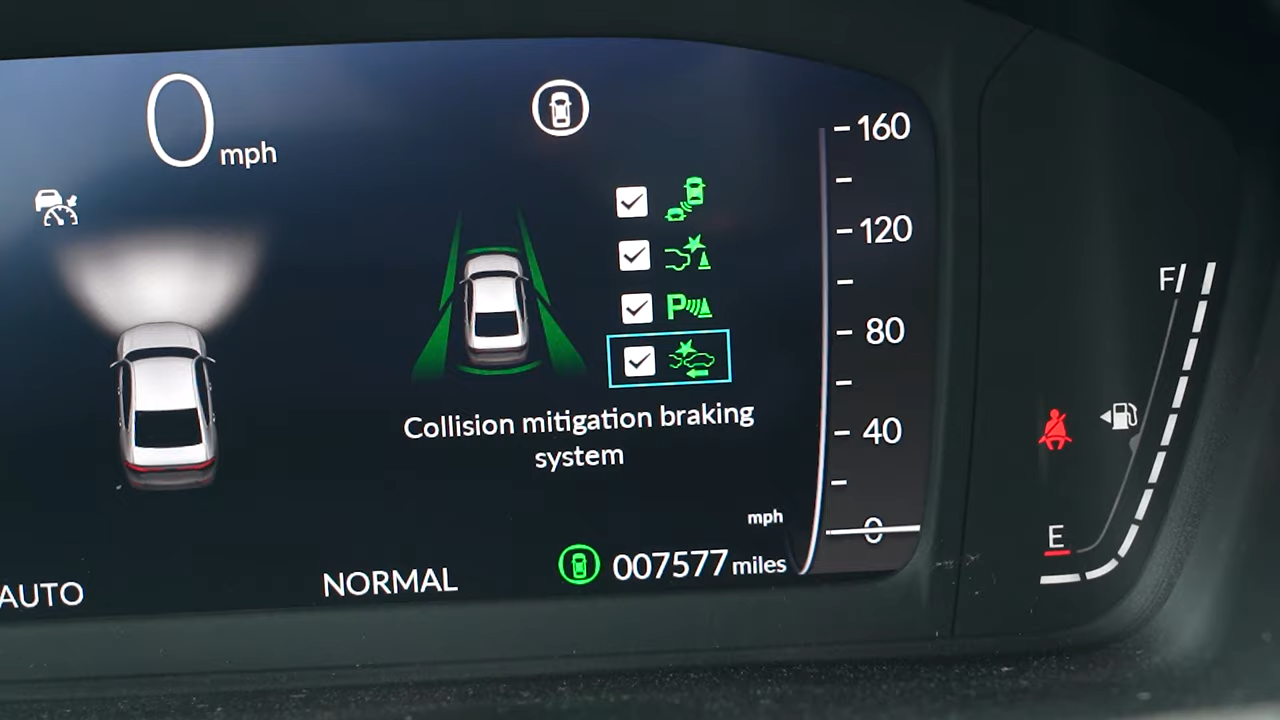 0 mph
160
120
P
80
F
Collision mitigation braking
system
40
mph
0
E
007577 miles
NORMAL
AUTO